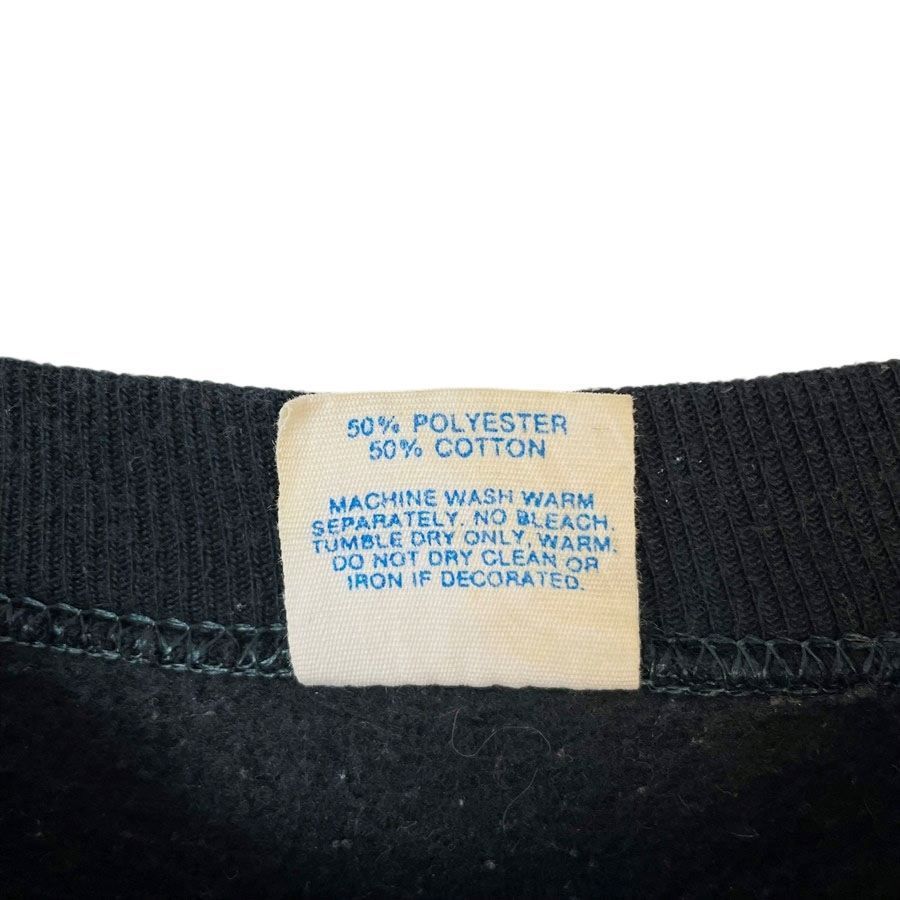 50% POLYESTER
50% COTTON
MACHINE WASH WARM
SEPARATELY. NO BLEACH.
TUMBLE DRY ONLY, WARM.
DO NOT DRY CLEAN OR
IRON IF DECORATED.